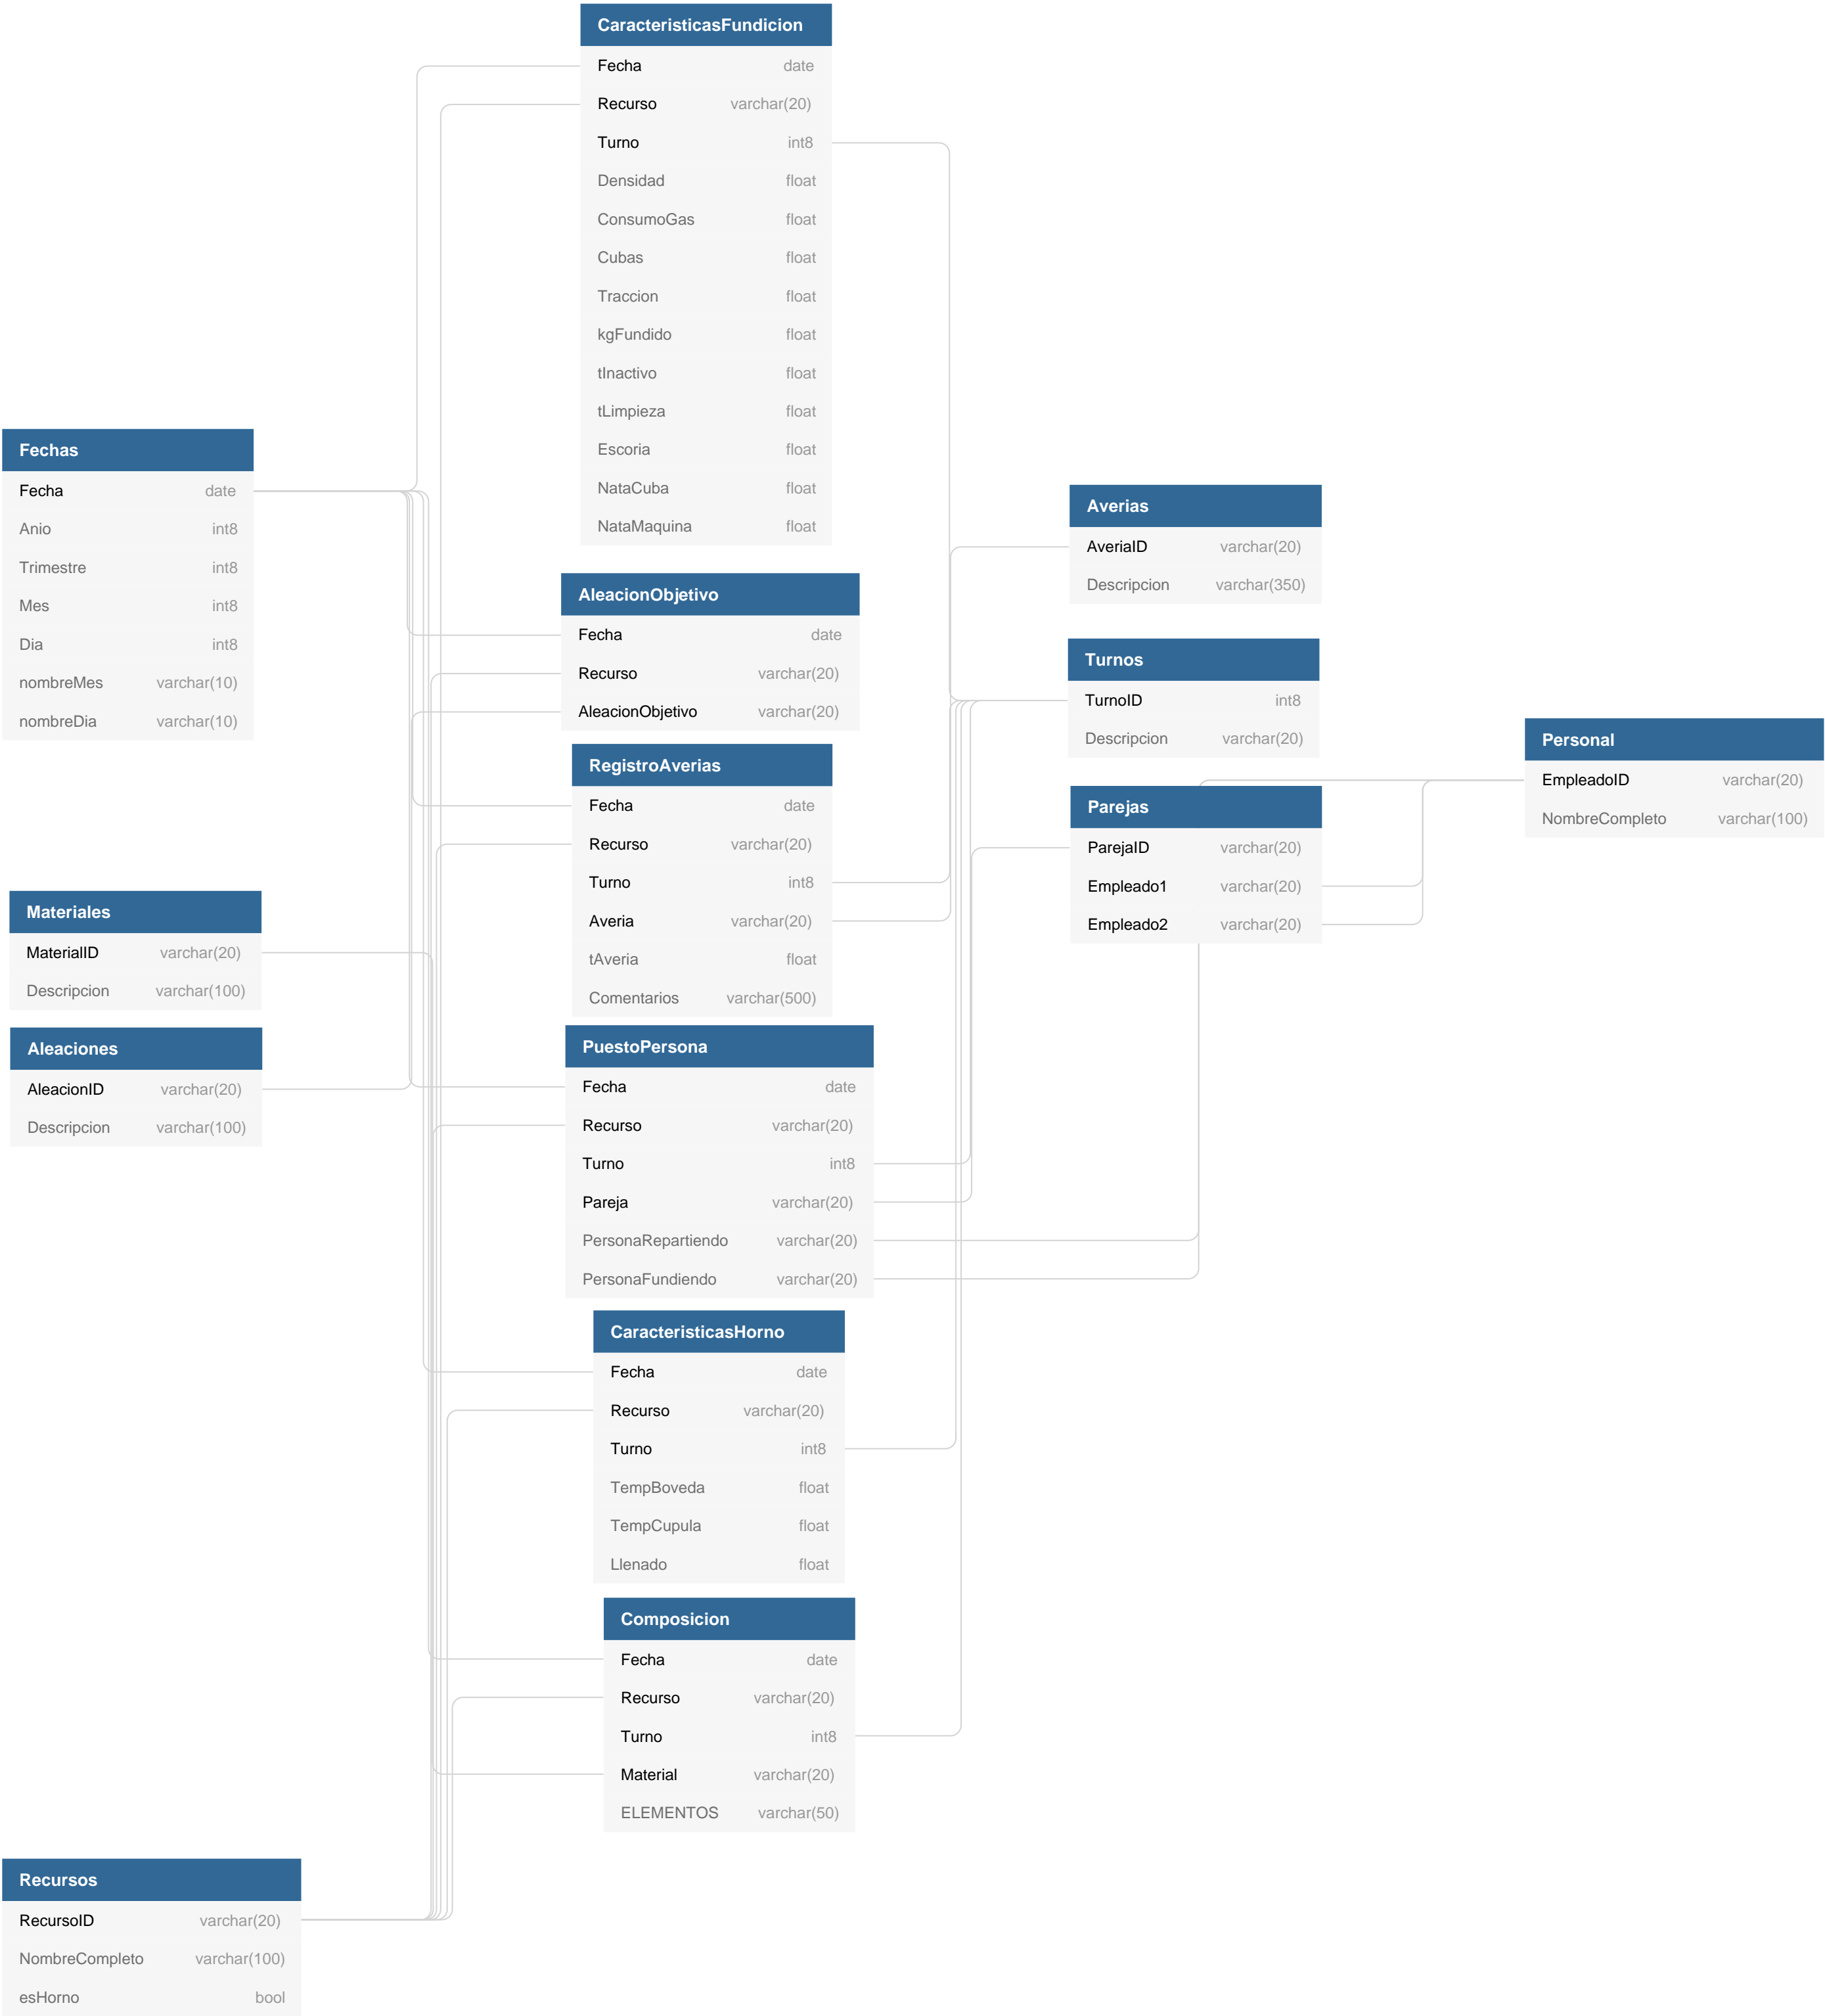 CaracteristicasFundicion
Fecha date
Recurso varchar(20)
Turno int8
Densidad float
ConsumoGas float
Cubas float
Traccion float
kgFundido float
tInactivo float
tLimpieza float
Escoria float
NataCuba float
NataMaquina float
Fechas
Fecha date
Anio int8
Trimestre int8
Mes int8
Dia int8
nombreMes varchar(10)
nombreDia varchar(10)
AleacionObjetivo
Fecha date
Recurso varchar(20)
AleacionObjetivo varchar(20)
Averias
AveriaID varchar(20)
Descripcion varchar(350)
Turnos
TurnoID int8
Descripcion varchar(20)
Personal
EmpleadoID varchar(20)
NombreCompleto varchar(100)
RegistroAverias
Fecha date
Recurso varchar(20)
Turno int8
Averia varchar(20)
tAveria float
Comentarios varchar(500)
Parejas
ParejaID varchar(20)
Empleado1 varchar(20)
Empleado2 varchar(20)
Materiales
MaterialID varchar(20)
Descripcion varchar(100)
Aleaciones
AleacionID varchar(20)
Descripcion varchar(100)
PuestoPersona
Fecha date
Recurso varchar(20)
Turno int8
Pareja varchar(20)
PersonaRepartiendo varchar(20)
PersonaFundiendo varchar(20)
CaracteristicasHorno
Fecha date
Recurso varchar(20)
Turno int8
TempBoveda float
TempCupula float
Llenado float
Composicion
Fecha date
Recurso varchar(20)
Turno int8
Material varchar(20)
ELEMENTOS varchar(50)
Recursos
RecursoID varchar(20)
NombreCompleto varchar(100)
esHorno bool